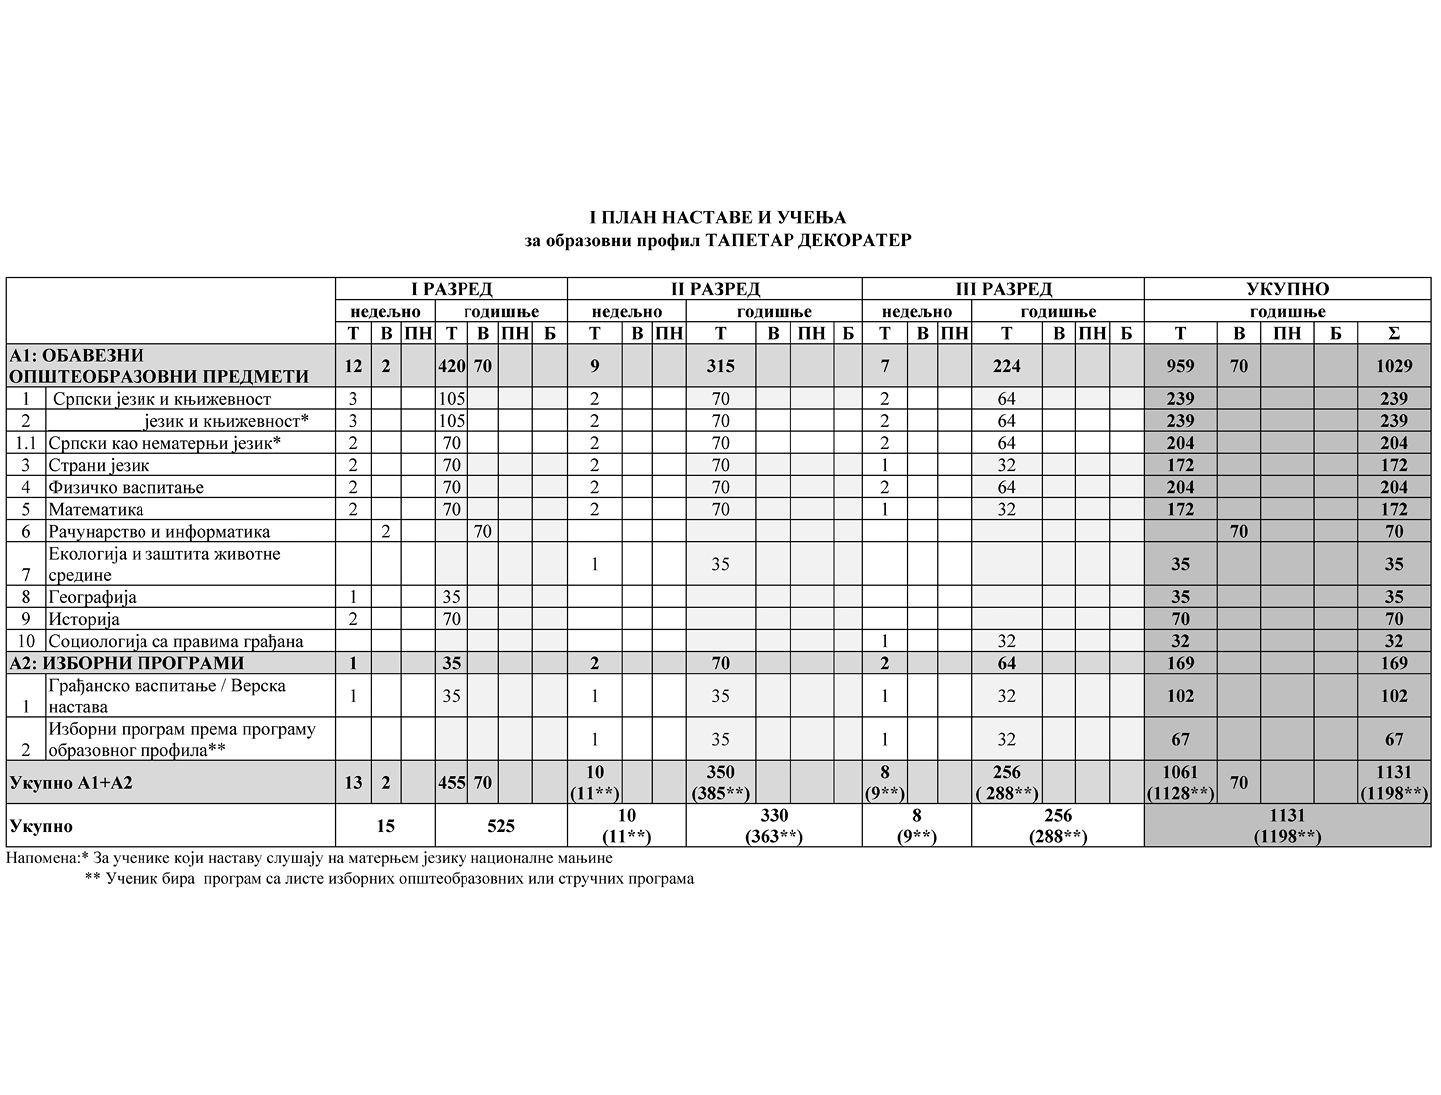 I ПЛАН НАСТАВЕ И УЧЕЊА
за образовни профил ТАПЕТАР ДЕКОРАТЕР
I РАЗРЕД II РАЗРЕД III РАЗРЕД УКУПНО
недељно годишње недељно годишње недељно годишње годишње
Т В ПН Т В ПН Б Т В ПН Т В ПН Б Т В ПН Т В ПН Б Т В ПН Б Σ
А1: ОБАВЕЗНИ
ОПШТЕОБРАЗОВНИ ПРЕДМЕТИ 12 2 420 70 9 315 7 224 959 70 1029
1 Српски језик и књижевност 3 105 2 70 2 64 239 239
2 ___________ језик и књижевност* 3 105 2 70 2 64 239 239
1.1 Српски као нематерњи језик* 2 70 2 70 2 64 204 204
3 Страни језик 2 70 2 70 1 32 172 172
4 Физичко васпитање 2 70 2 70 2 64 204 204
5 Математика 2 70 2 70 1 32 172 172
6 Рачунарство и информатика 2 70 70 70
7 Екологија и заштита животне
средине 1 35 35 35
8 Географија 1 35 35 35
9 Историја 2 70 70 70
10 Социологија са правима грађана 1 32 32 32
А2: ИЗБОРНИ ПРОГРАМИ 1 35 2 70 2 64 169 169
1 Грађанско васпитање / Верска
настава 1 35 1 35 1 32 102 102
2 Изборни програм према програму
образовног профила** 1 35 1 32 67 67
Укупно А1+А2 13 2 455 70 10 350 8 256 1061 70 1131
(11**) (385**) (9**) ( 288**) (1128**) (1198**)
Укупно 15 525 10 330 8 256 1131
(11**) (363**) (9**) (288**) (1198**)
Напомена:* За ученике који наставу слушају на матерњем језику националне мањине
** Ученик бира програм са листе изборних општеобразовних или стручних програма